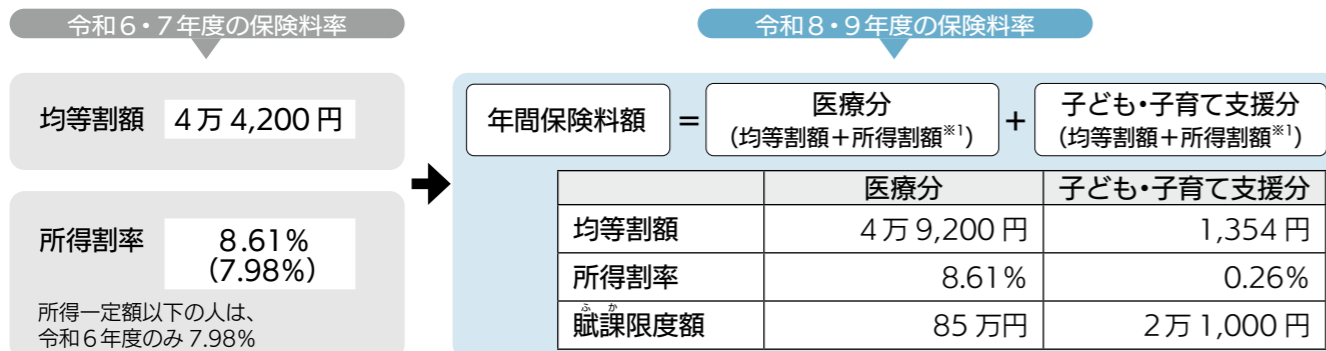 令和6・7年度の保険料率
均等割額 4万4,200円
所得割率 8.61%
(7.98%)
所得一定額以下の人は、
令和6年度のみ7.98%
令和8・9年度の保険料率
年間保険料額 = 医療分 + 子ども・子育て支援分
(均等割額+所得割額※1) (均等割額+所得割額※1)
医療分 子ども・子育て支援分
均等割額 4万9,200円 1,354円
所得割率 8.61% 0.26%
ふか
賦課限度額 85万円 2万1,000円